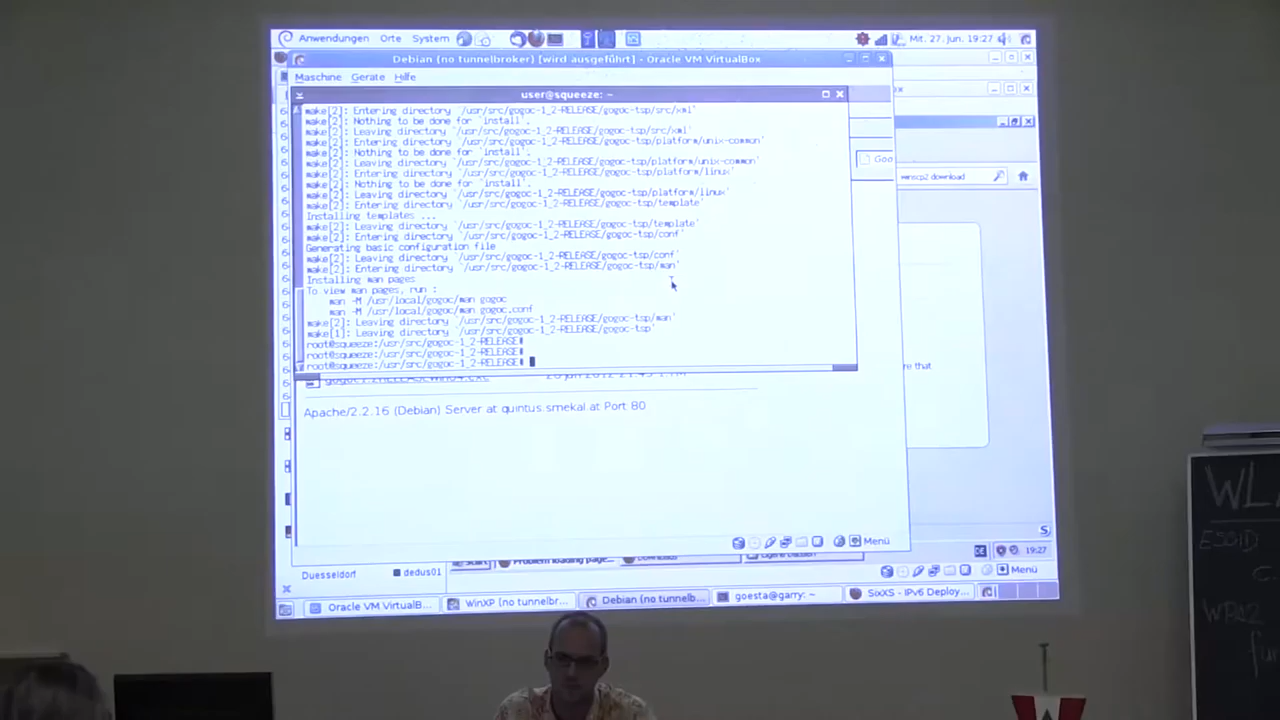 Anwendungen Orte System
Mit. 27. Jun. 19:27
Debian (no tunnelbroker) [wird ausgeführt] - Oracle VM VirtualBox
Maschine Geräte Hilfe
user@squeeze: ~
make[2]: Entering directory `/usr/src/gogoc-1_2-RELEASE/gogoc-tsp/src/xml'
make[2]: Nothing to be done for `install'.
make[2]: Leaving directory `/usr/src/gogoc-1_2-RELEASE/gogoc-tsp/src/xml'
make[2]: Entering directory `/usr/src/gogoc-1_2-RELEASE/gogoc-tsp/platform/unix-common'
make[2]: Nothing to be done for `install'.
make[2]: Leaving directory `/usr/src/gogoc-1_2-RELEASE/gogoc-tsp/platform/unix-common'
make[2]: Entering directory `/usr/src/gogoc-1_2-RELEASE/gogoc-tsp/platform/linux'
make[2]: Nothing to be done for `install'.
make[2]: Leaving directory `/usr/src/gogoc-1_2-RELEASE/gogoc-tsp/platform/linux'
make[2]: Entering directory `/usr/src/gogoc-1_2-RELEASE/gogoc-tsp/template'
Installing templates ...
make[2]: Leaving directory `/usr/src/gogoc-1_2-RELEASE/gogoc-tsp/template'
make[2]: Entering directory `/usr/src/gogoc-1_2-RELEASE/gogoc-tsp/conf'
Generating basic configuration file
make[2]: Leaving directory `/usr/src/gogoc-1_2-RELEASE/gogoc-tsp/conf'
make[2]: Entering directory `/usr/src/gogoc-1_2-RELEASE/gogoc-tsp/man'
Installing man pages
To view man pages, run :
man -M /usr/local/gogoc/man gogoc
man -M /usr/local/gogoc/man gogoc.conf
make[2]: Leaving directory `/usr/src/gogoc-1_2-RELEASE/gogoc-tsp/man'
make[1]: Leaving directory `/usr/src/gogoc-1_2-RELEASE/gogoc-tsp'
root@squeeze:/usr/src/gogoc-1_2-RELEASE#
root@squeeze:/usr/src/gogoc-1_2-RELEASE#
root@squeeze:/usr/src/gogoc-1_2-RELEASE#
Goo
winscp2 download
re that
Apache/2.2.16 (Debian) Server at quintus.smekal.at Port 80
Menü
DE 19:27
Menü
Duesseldorf dedus01
Oracle VM VirtualB...
WinXP (no tunnelbr...
Debian (no tunnelb...
goesta@garry: ~
SixXS - IPv6 Deploy...
WL
ESSID
WPA2